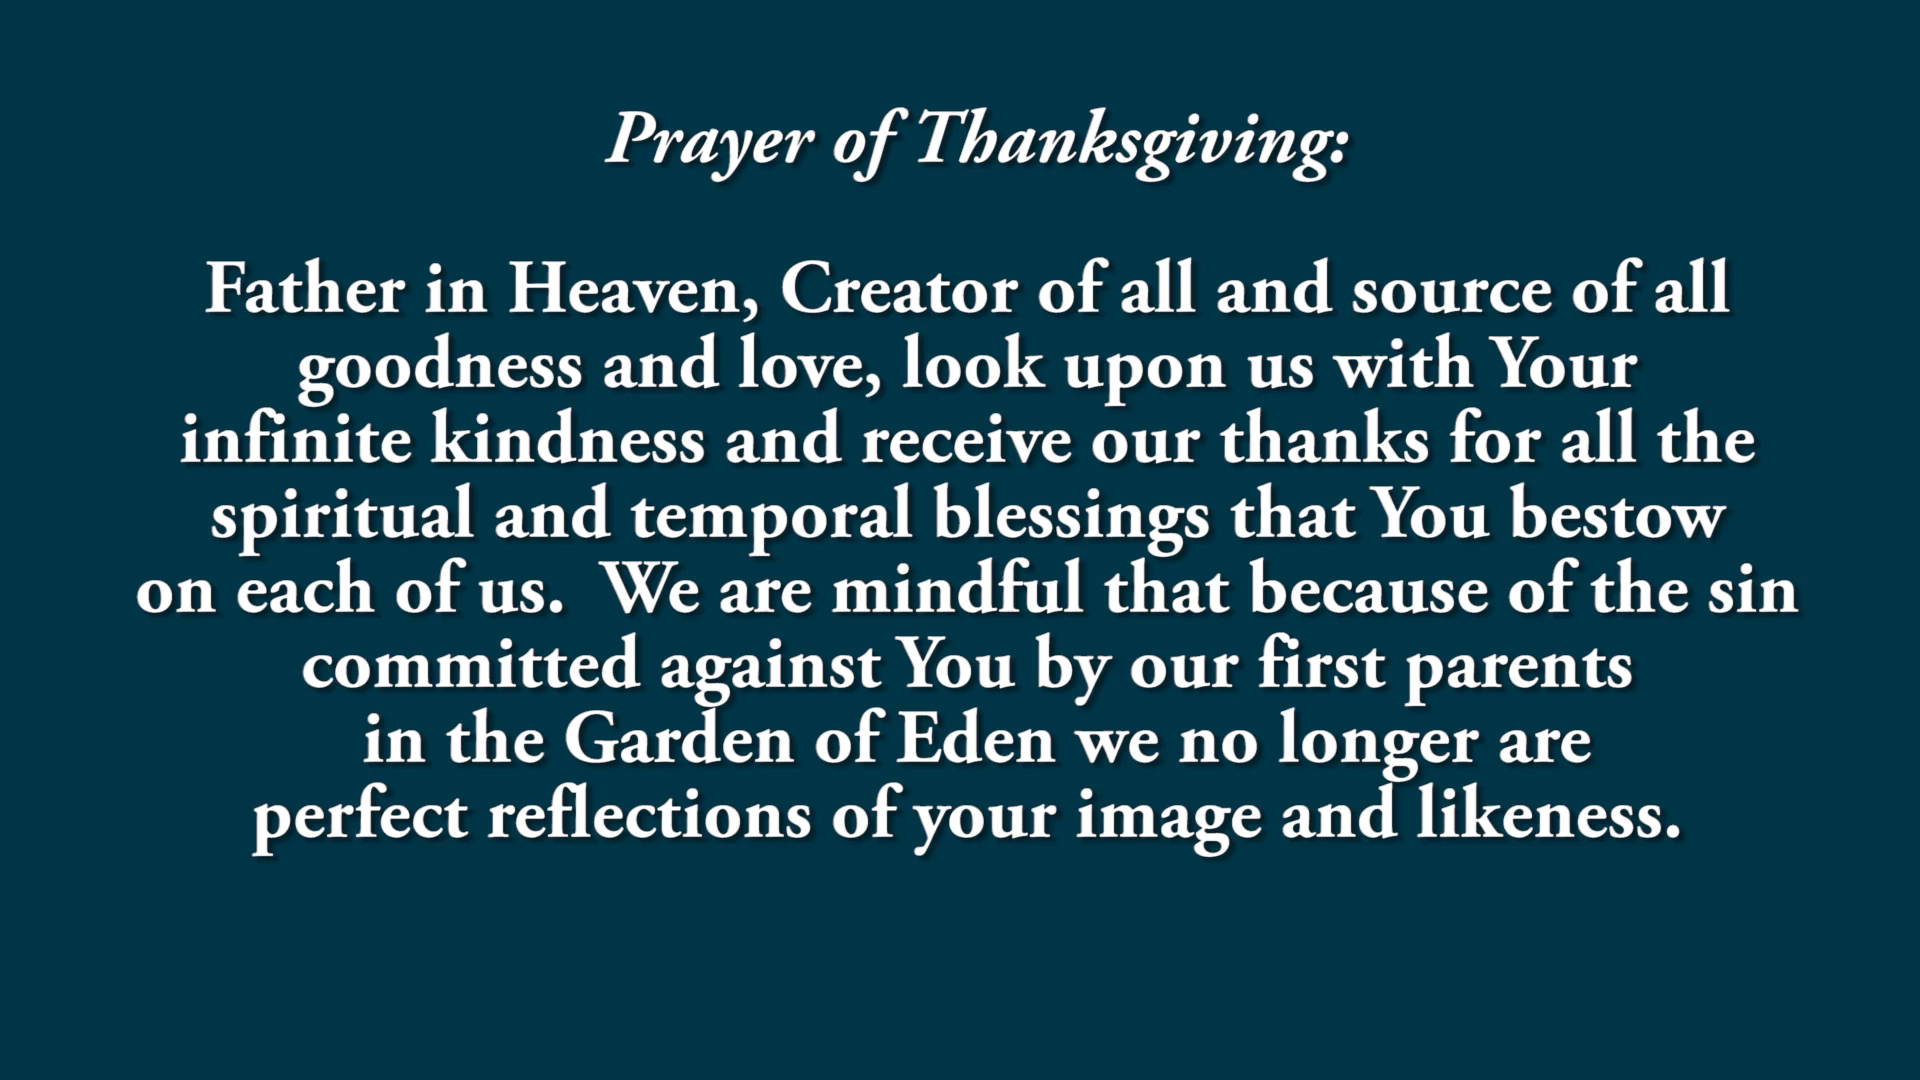 Prayer of Thanksgiving:
Father in Heaven, Creator of all and source of all
goodness and love, look upon us with Your
infinite kindness and receive our thanks for all the
spiritual and temporal blessings that You bestow
on each of us.  We are mindful that because of the sin
committed against You by our first parents
in the Garden of Eden we no longer are
perfect reflections of your image and likeness.